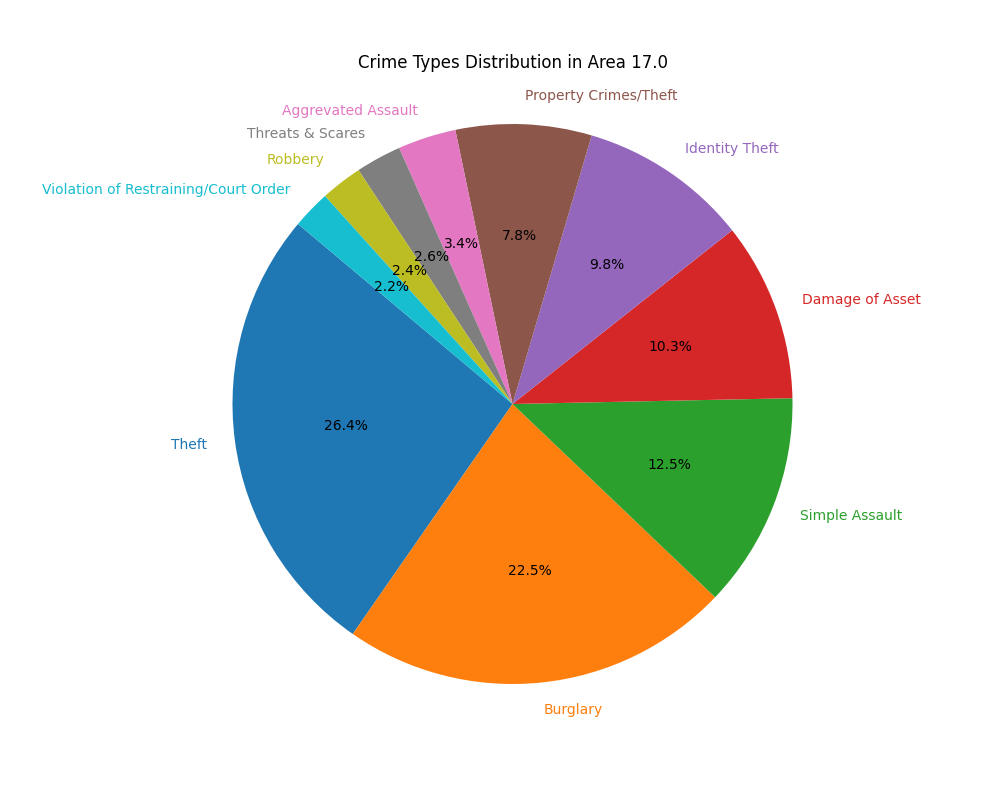 Crime Types Distribution in Area 17.0
Property Crimes/Theft
Aggrevated Assault
Threats & Scares
Identity Theft
Robbery
Violation of Restraining/Court Order
7.8%
3.4%
2.6%
9.8%
2.4%
2.2%
Damage of Asset
10.3%
26.4%
Theft
12.5%
Simple Assault
22.5%
Burglary